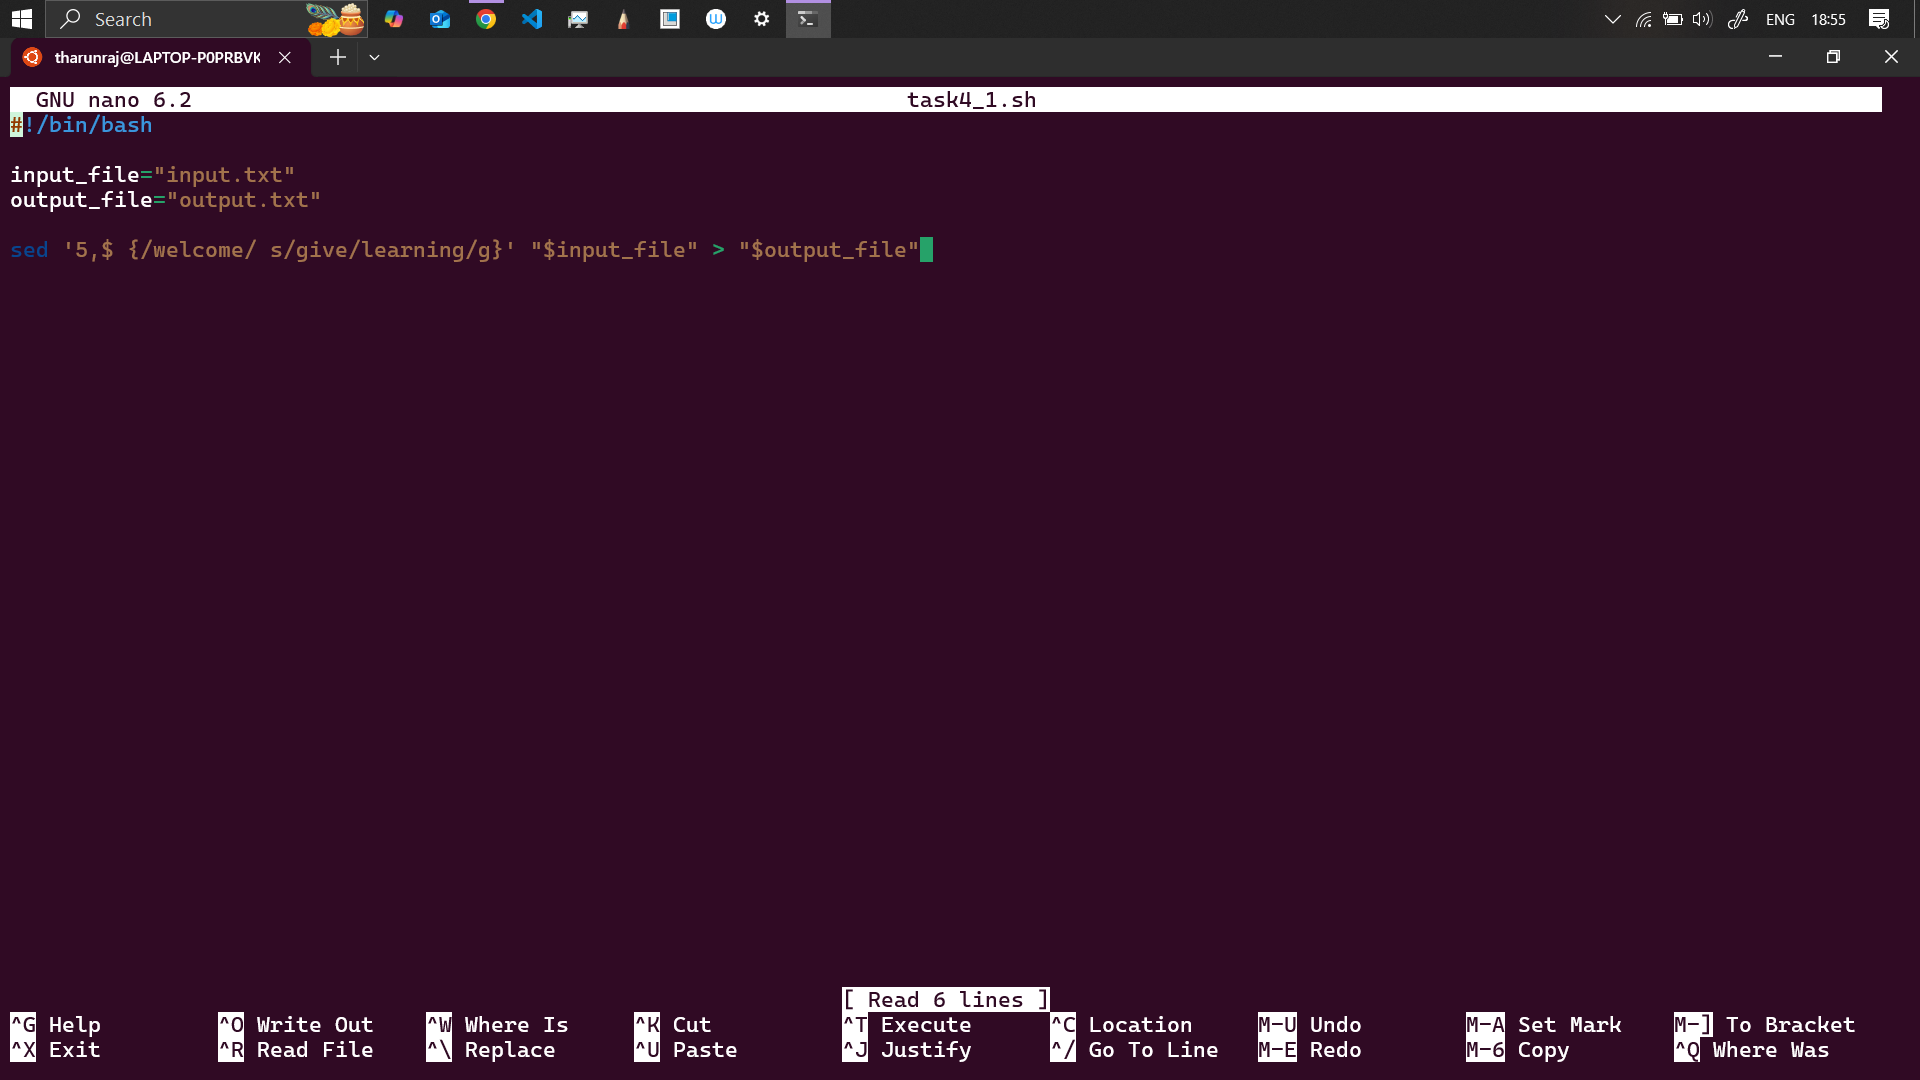 Search
ENG
18:55
tharunraj@LAPTOP-P0PRBVK
GNU nano 6.2 task4_1.sh
#!/bin/bash
input_file="input.txt"
output_file="output.txt"
sed '5,$ {/welcome/ s/give/learning/g}' "$input_file" > "$output_file"
[ Read 6 lines ]
^G Help ^O Write Out ^W Where Is ^K Cut ^T Execute ^C Location M-U Undo M-A Set Mark M-] To Bracket
^X Exit ^R Read File ^\ Replace ^U Paste ^J Justify ^/ Go To Line M-E Redo M-6 Copy ^Q Where Was